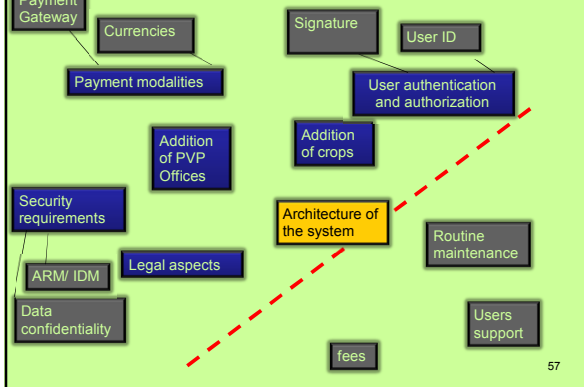 Payment
Gateway
Currencies
Signature
User ID
Payment modalities
User authentication
and authorization
Addition
of PVP
Offices
Addition
of crops
Security
requirements
Architecture of
the system
Routine
maintenance
Legal aspects
ARM/ IDM
Data
confidentiality
Users
support
fees
57